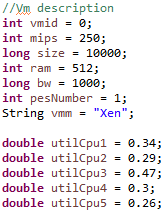 //Vm description
int vmid = 0;
int mips = 250;
long size = 10000;
int ram = 512;
long bw = 1000;
int pesNumber = 1;
String vmm = "Xen";
double utilCpu1 = 0.34;
double utilCpu2 = 0.29;
double utilCpu3 = 0.47;
double utilCpu4 = 0.3;
double utilCpu5 = 0.26;